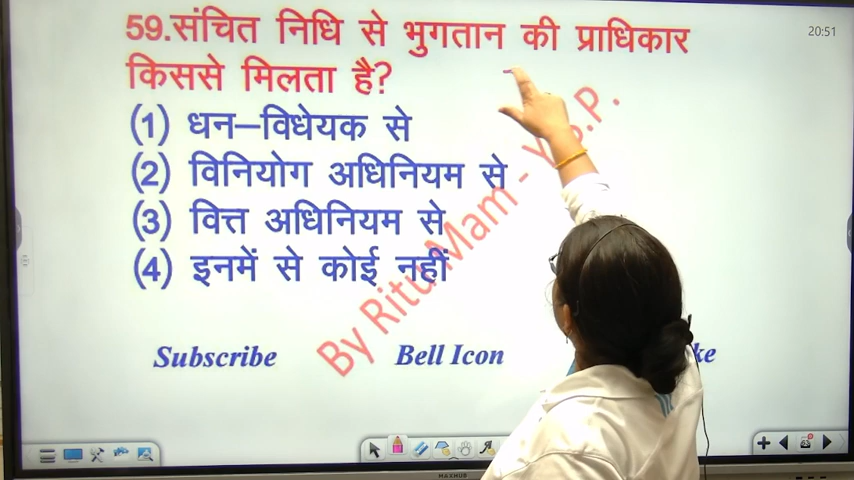 20:51
59.संचित निधि से भुगतान की प्राधिकार
किससे मिलता है?
(1) धन–विधेयक से
(2) विनियोग अधिनियम से
(3) वित्त अधिनियम से
(4) इनमें से कोई नहीं
By Ritu Mam -
Subscribe Bell Icon
MAXHUB